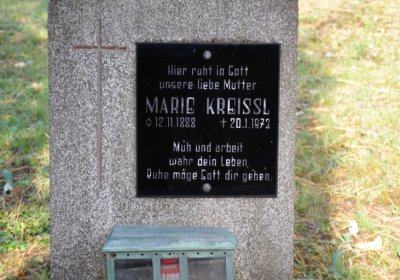 Hier ruht in Gott
unsere liebe Mutter
MARIE KREISSL
✩ 12.11.1888 ✝ 20.1.1973
Müh und arbeit
wahr dein Leben,
Ruhe möge Gott dir geben.